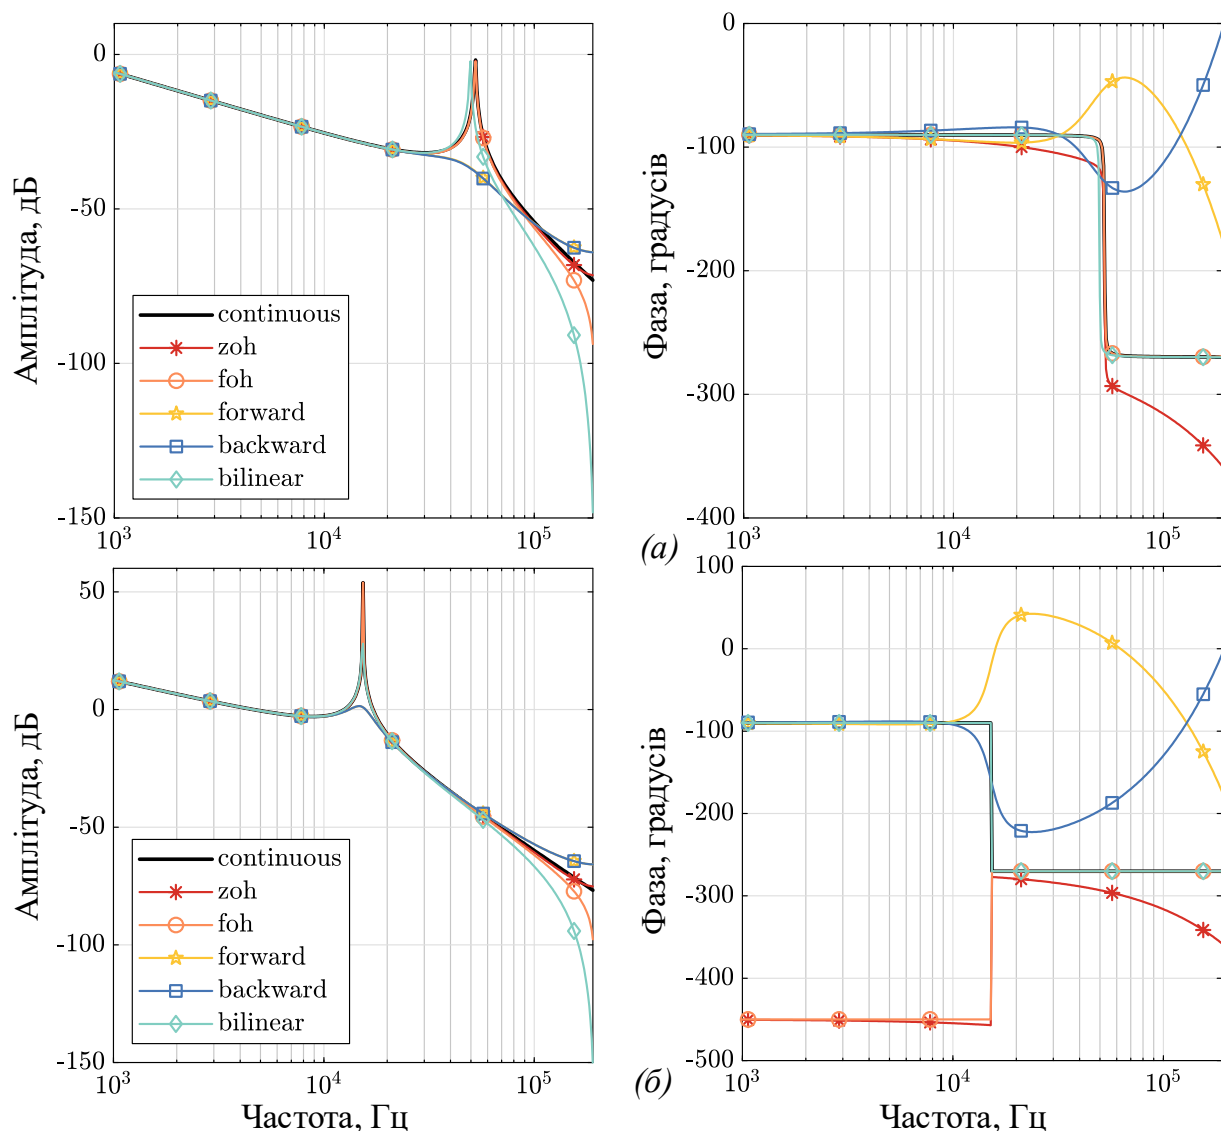 0
-50
-100
-150
10³
10⁴
10⁵
Амплітуда, дБ
continuous
zoh
foh
forward
backward
bilinear
0
-100
-200
-300
-400
10³
10⁴
10⁵
Фаза, градусів
(а)
50
0
-50
-100
-150
10³
10⁴
10⁵
Амплітуда, дБ
Частота, Гц
continuous
zoh
foh
forward
backward
bilinear
100
0
-100
-200
-300
-400
-500
10³
10⁴
10⁵
Фаза, градусів
Частота, Гц
(б)